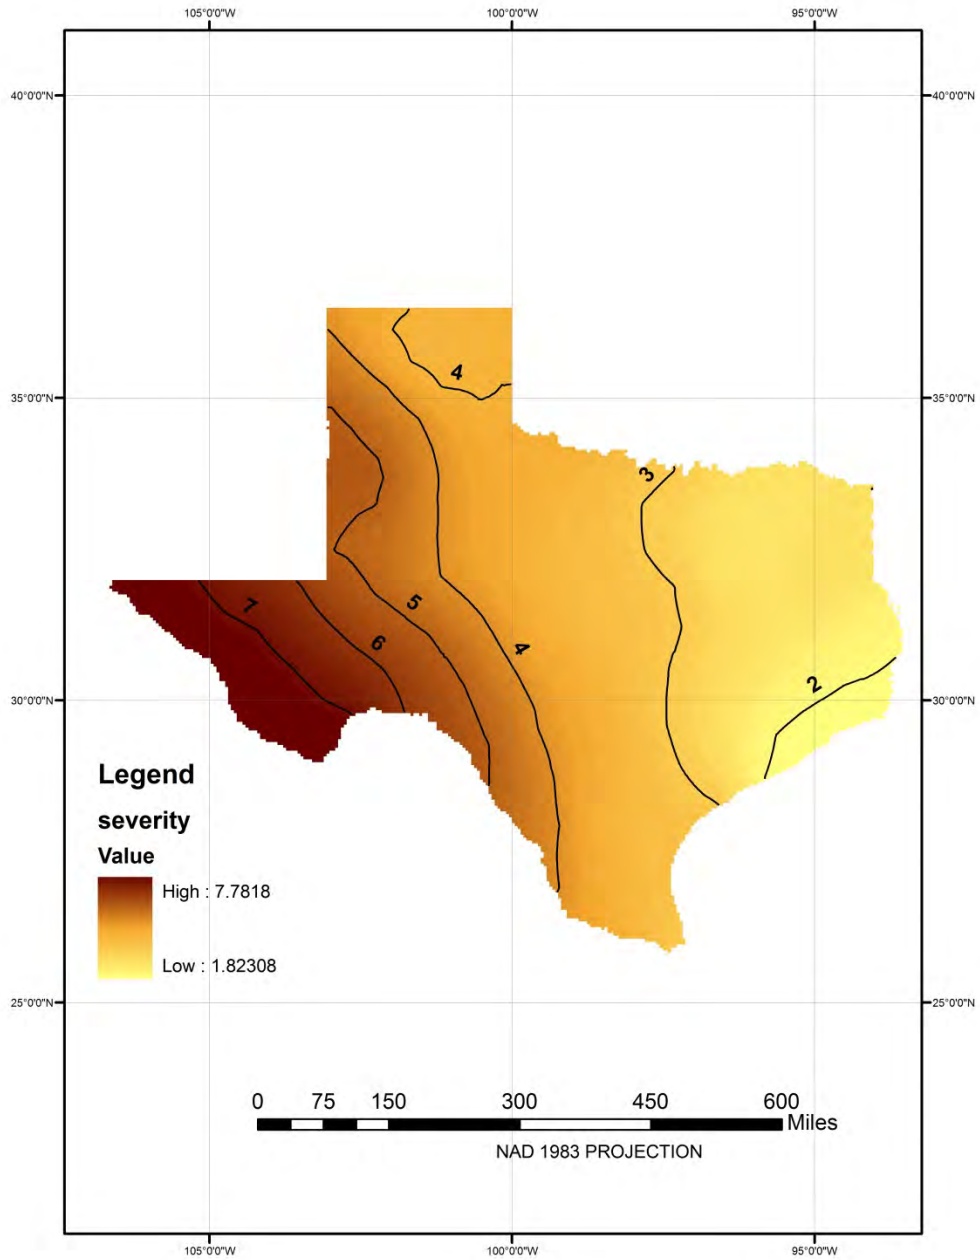 105°0'0"W 100°0'0"W 95°0'0"W
40°0'0"N 40°0'0"N
4
35°0'0"N 35°0'0"N
3
7
5
6
4
2
30°0'0"N 30°0'0"N
Legend
severity
Value
High : 7.7818
Low : 1.82308
25°0'0"N 25°0'0"N
0 75 150 300 450 600
Miles
NAD 1983 PROJECTION
105°0'0"W 100°0'0"W 95°0'0"W